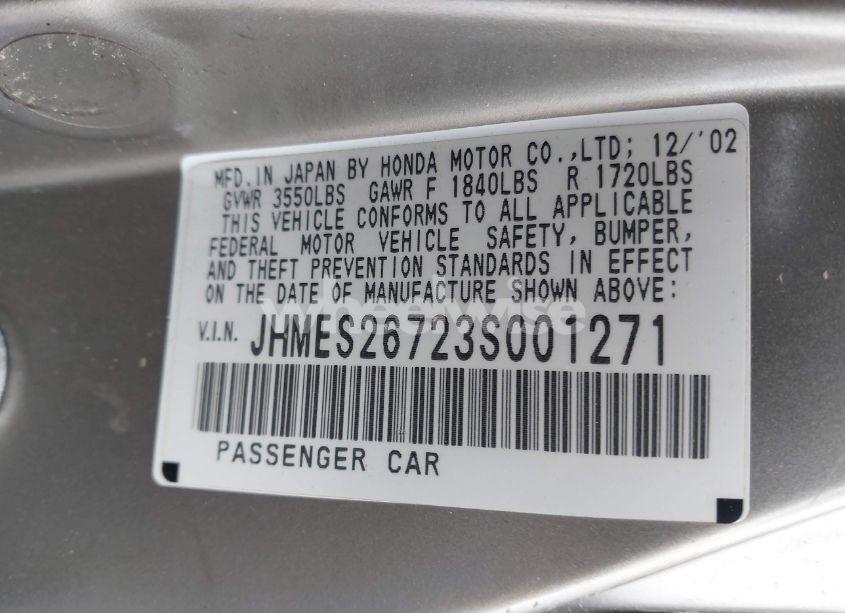 MFD.IN JAPAN BY HONDA MOTOR CO.,LTD; 12/'02
GVWR 3550LBS GAWR F 1840LBS R 1720LBS
THIS VEHICLE CONFORMS TO ALL APPLICABLE
FEDERAL MOTOR VEHICLE SAFETY, BUMPER,
AND THEFT PREVENTION STANDARDS IN EFFECT
ON THE DATE OF MANUFACTURE SHOWN ABOVE:
wheelwise
V.I.N. JHMES26723S001271
PASSENGER CAR